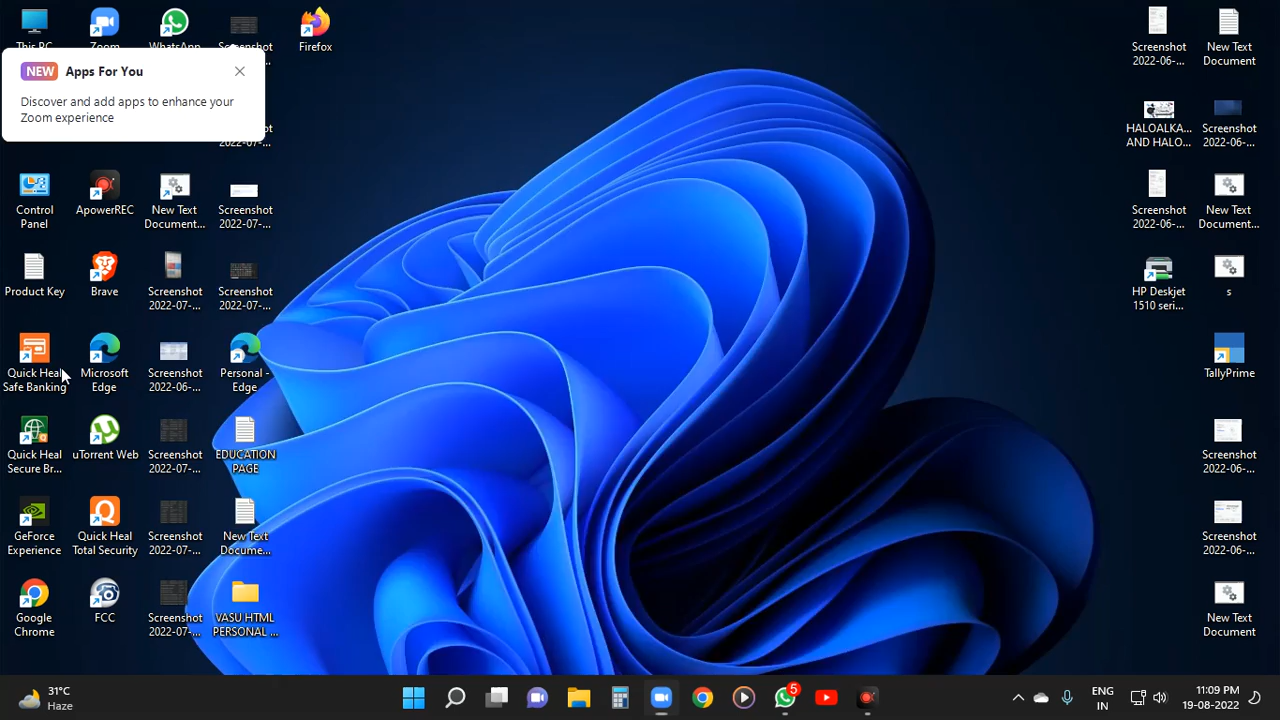 This PC
Zoom
WhatsApp
Screenshot
...
Firefox
NEW Apps For You
Discover and add apps to enhance your
Zoom experience
Screenshot
2022-07-...
Control
Panel
ApowerREC
New Text
Document...
Screenshot
2022-07-...
Product Key
Brave
Screenshot
2022-07-...
Screenshot
2022-07-...
Quick Heal
Safe Banking
Microsoft
Edge
Screenshot
2022-06-...
Personal -
Edge
Quick Heal
Secure Br...
uTorrent Web
Screenshot
2022-07-...
EDUCATION
PAGE
GeForce
Experience
Quick Heal
Total Security
Screenshot
2022-07-...
New Text
Docume...
Google
Chrome
FCC
Screenshot
2022-07-...
VASU HTML
PERSONAL ...
Screenshot
2022-06-...
New Text
Document
HALOALKA...
AND HALO...
Screenshot
2022-06-...
Screenshot
2022-06-...
New Text
Document...
HP Deskjet
1510 seri...
s
TallyPrime
Screenshot
2022-06-...
Screenshot
2022-06-...
New Text
Document
31°C
Haze
5
ENG
IN
11:09 PM
19-08-2022